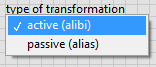 type of transformation
✓ active (alibi)
passive (alias)